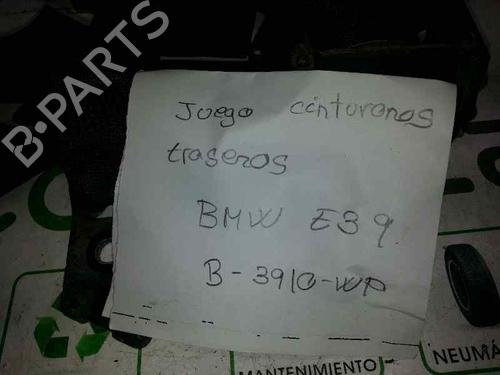 B-PARTS
Juego cinturones
traseros
BMW E39
B-3910-WP
MANTENIMIENTO
NEUMÁ